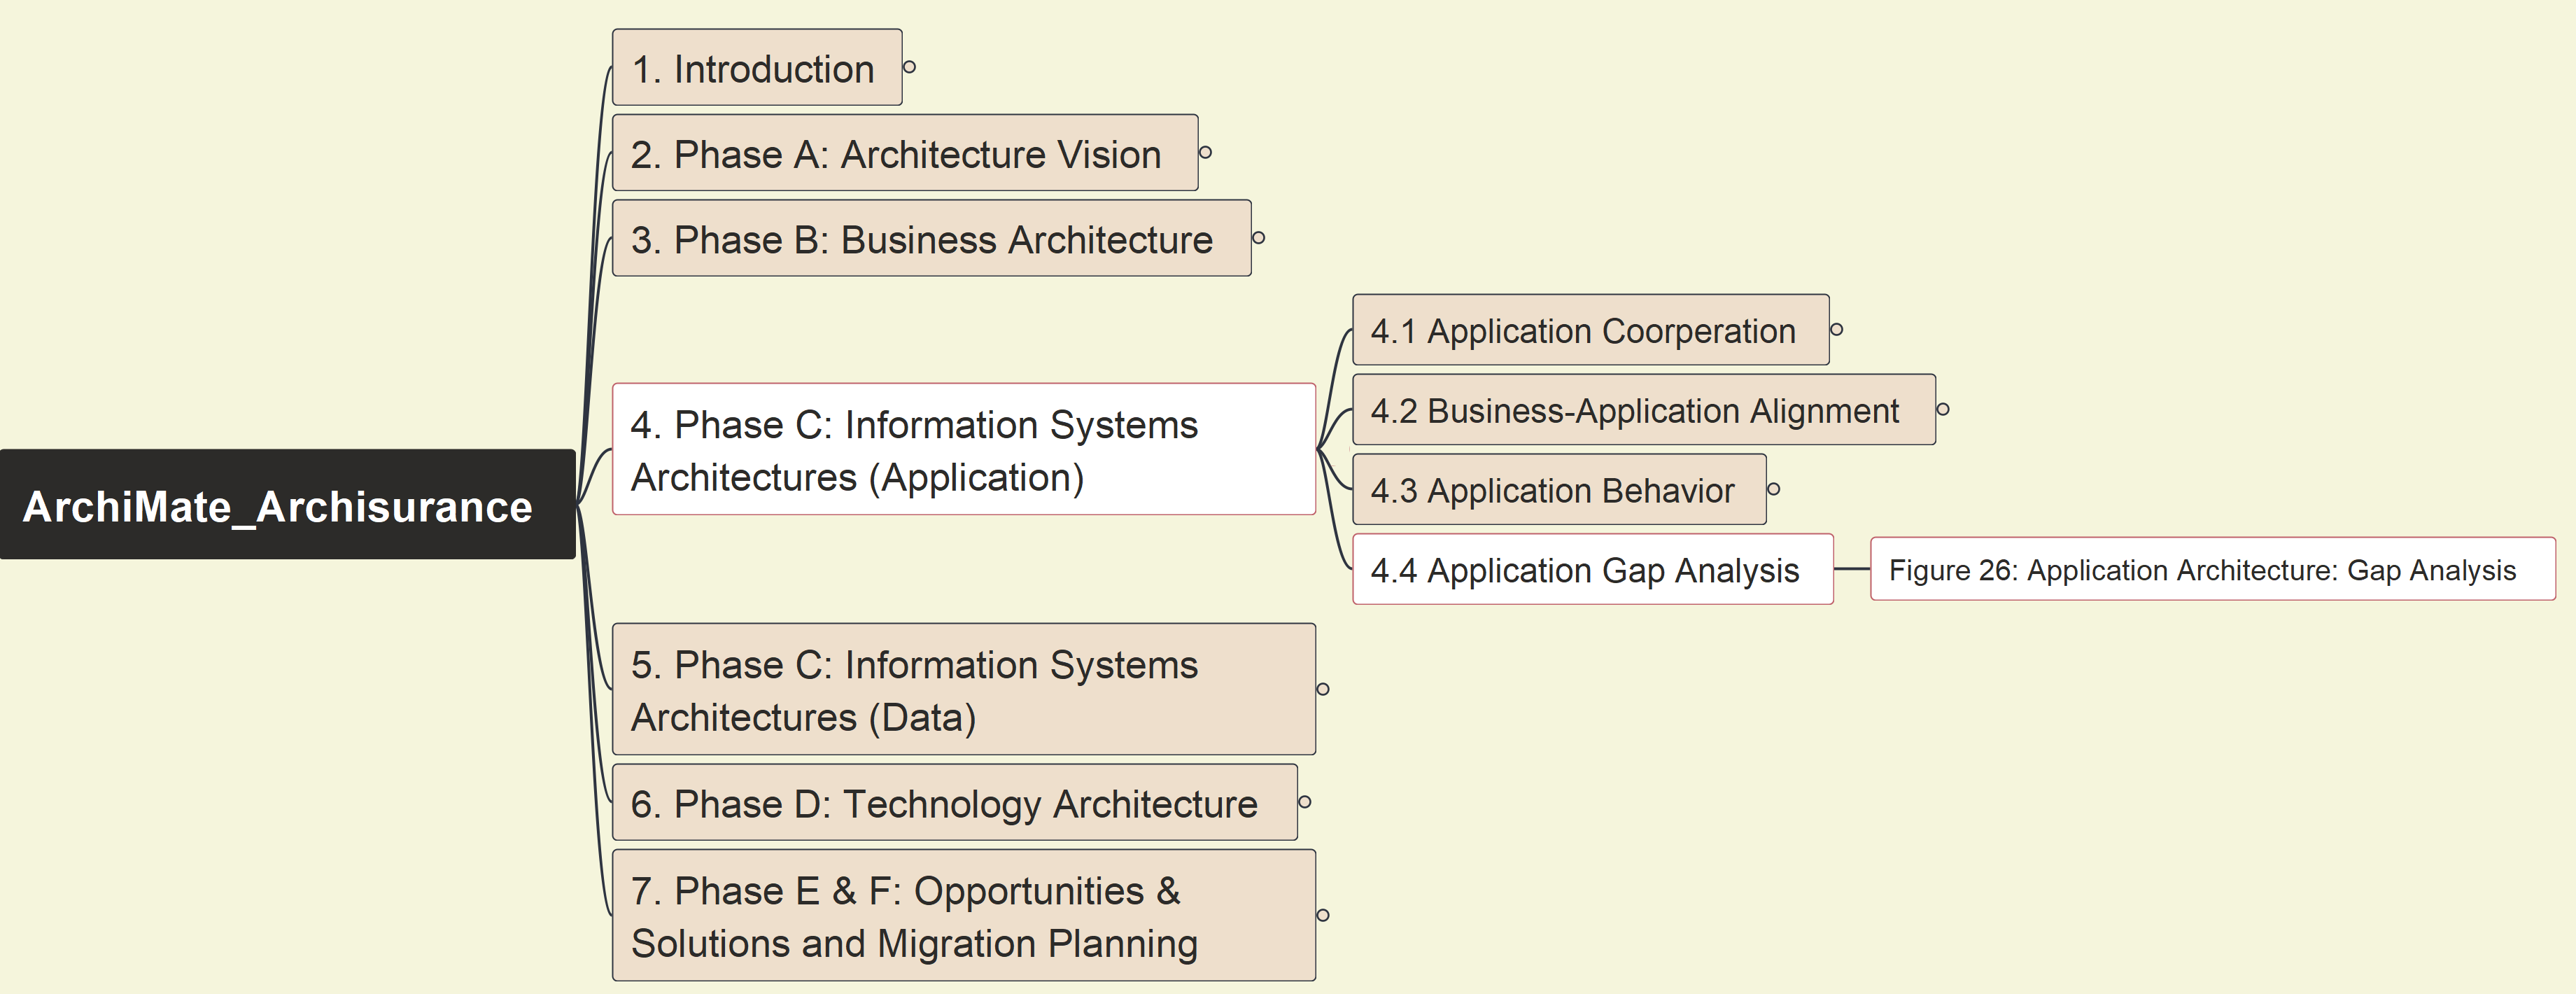 ArchiMate_Archisurance
1. Introduction
2. Phase A: Architecture Vision
3. Phase B: Business Architecture
4. Phase C: Information Systems
Architectures (Application)
4.1 Application Coorperation
4.2 Business-Application Alignment
4.3 Application Behavior
4.4 Application Gap Analysis
Figure 26: Application Architecture: Gap Analysis
5. Phase C: Information Systems
Architectures (Data)
6. Phase D: Technology Architecture
7. Phase E & F: Opportunities &
Solutions and Migration Planning